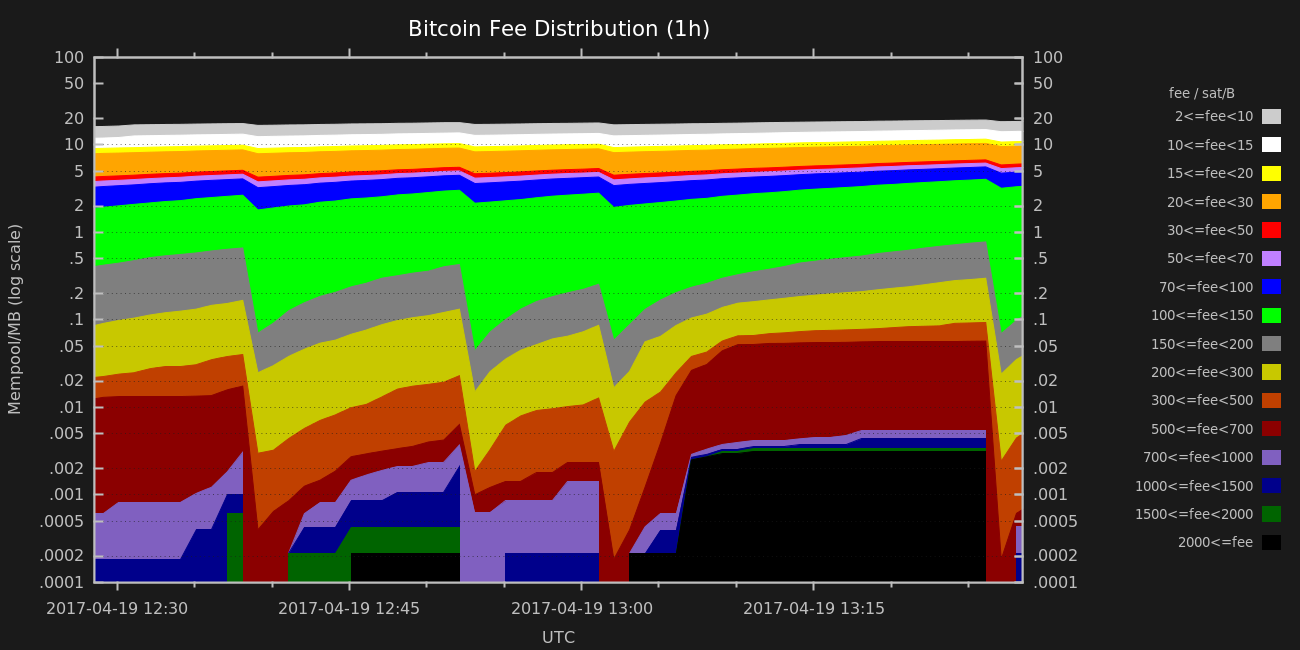 Bitcoin Fee Distribution (1h)
Mempool/MB (log scale)
100
50
20
10
5
2
1
.5
.2
.1
.05
.02
.01
.005
.002
.001
.0005
.0002
.0001
100
50
20
10
5
2
1
.5
.2
.1
.05
.02
.01
.005
.002
.001
.0005
.0002
.0001
2017-04-19 12:30 2017-04-19 12:45 2017-04-19 13:00 2017-04-19 13:15
UTC
fee / sat/B
2<=fee<10
10<=fee<15
15<=fee<20
20<=fee<30
30<=fee<50
50<=fee<70
70<=fee<100
100<=fee<150
150<=fee<200
200<=fee<300
300<=fee<500
500<=fee<700
700<=fee<1000
1000<=fee<1500
1500<=fee<2000
2000<=fee